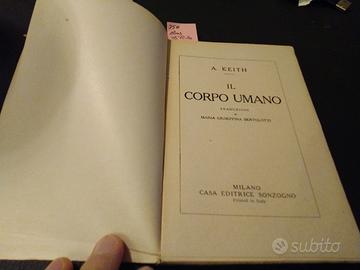 A. KEITH
IL
CORPO UMANO
TRADUZIONE
DI
MARIA GIUSEPPINA BERTOLOTTI
MILANO
CASA EDITRICE SONZOGNO
Printed in Italy
subito